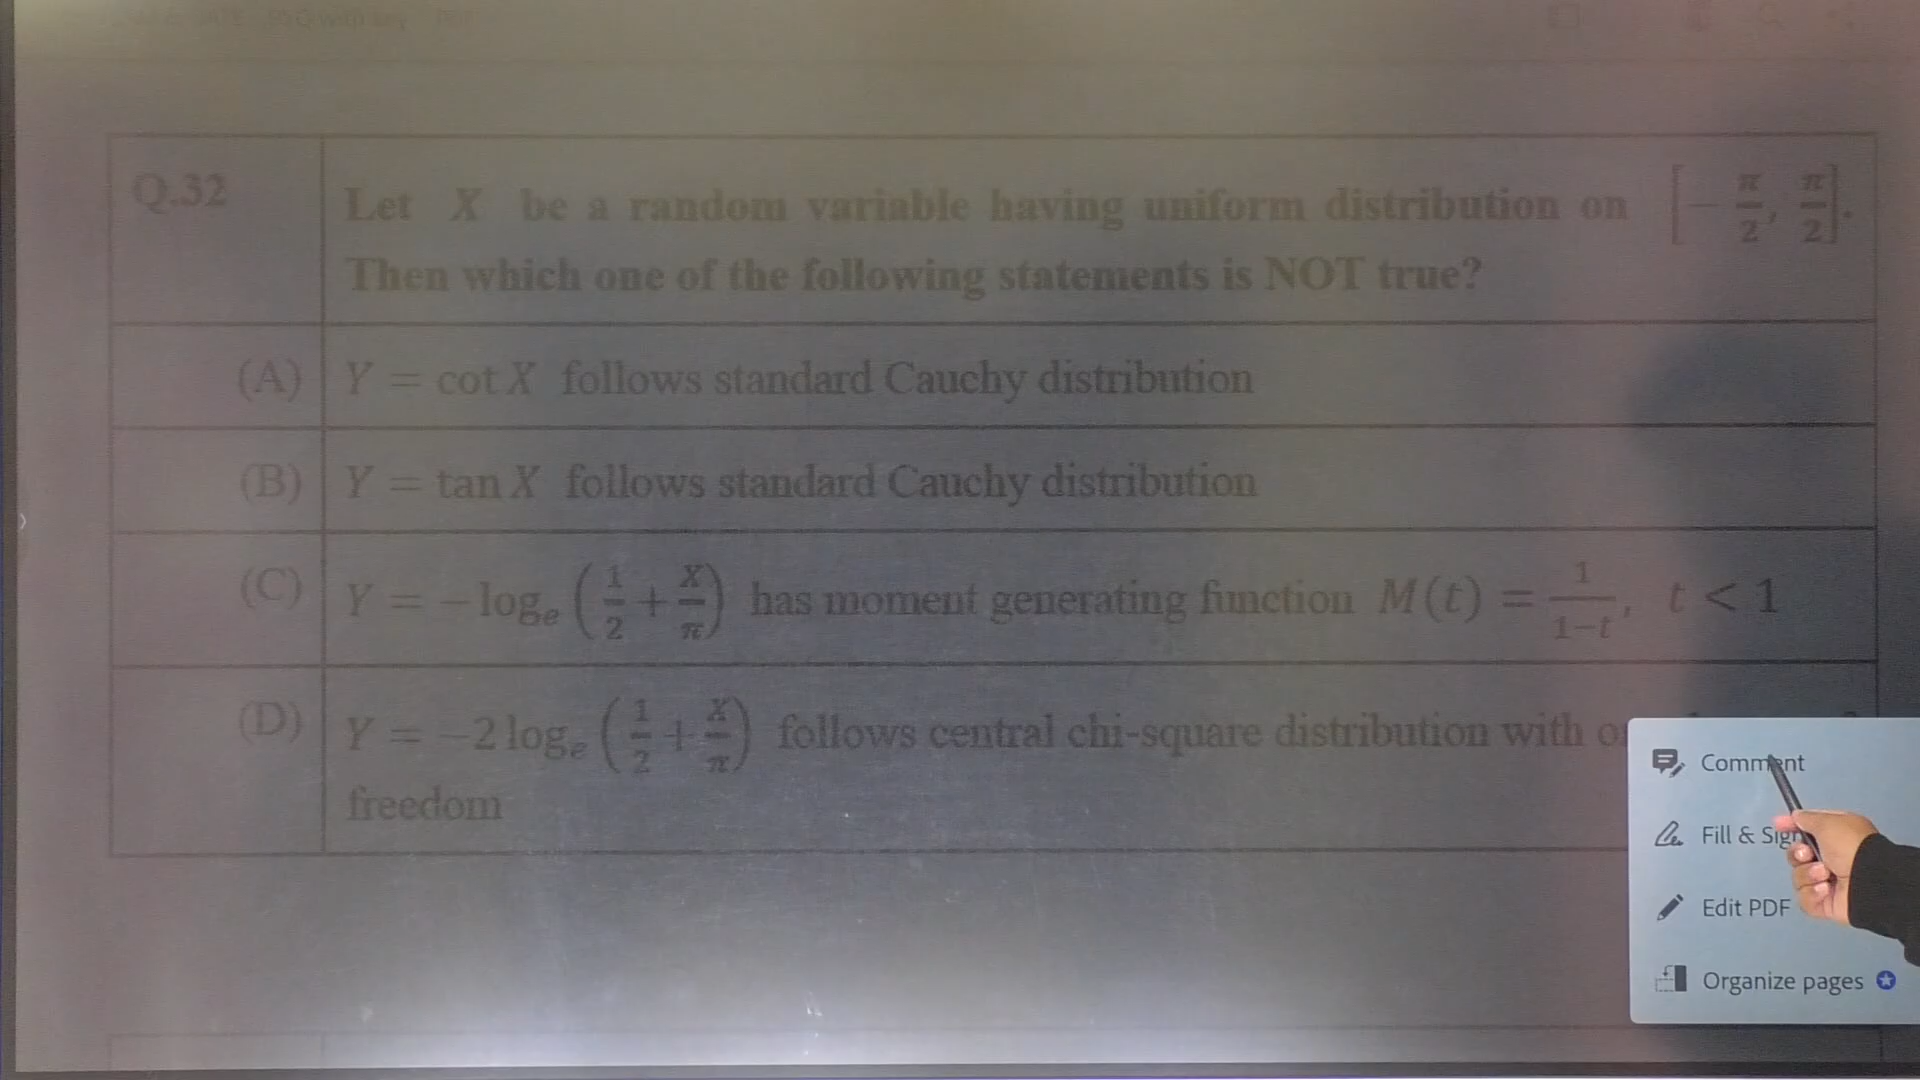 Q.32
Let X be a random variable having uniform distribution on [−π/2, π/2].
Then which one of the following statements is NOT true?
(A) Y = cot X follows standard Cauchy distribution
(B) Y = tan X follows standard Cauchy distribution
(C) Y = −logₑ (1/2 + X/π) has moment generating function M(t) = 1/(1−t), t < 1
(D) Y = −2 logₑ (1/2 + X/π) follows central chi-square distribution with
freedom
Comment
Fill & Sign
Edit PDF
Organize pages